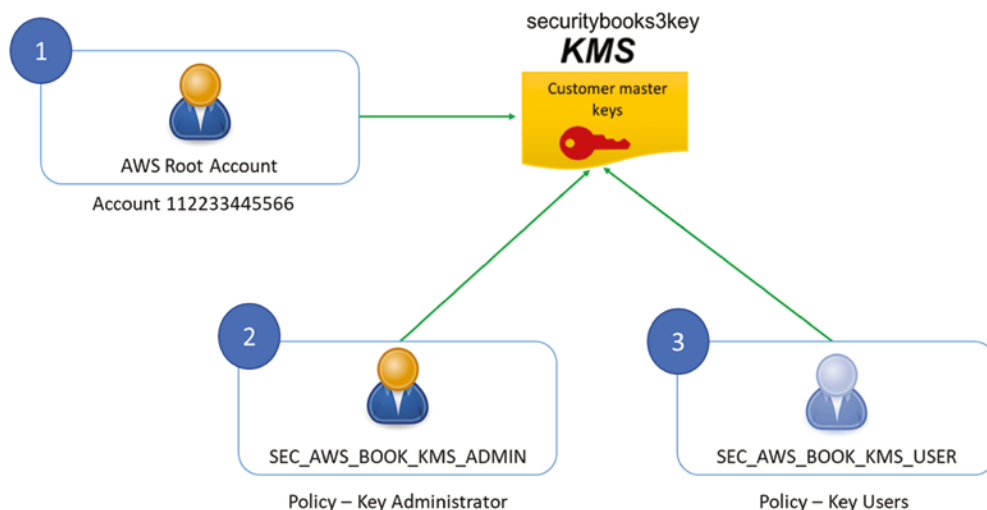 securitybooks3key
KMS
Customer master
keys
1
AWS Root Account
Account 112233445566
2
SEC_AWS_BOOK_KMS_ADMIN
Policy – Key Administrator
3
SEC_AWS_BOOK_KMS_USER
Policy – Key Users